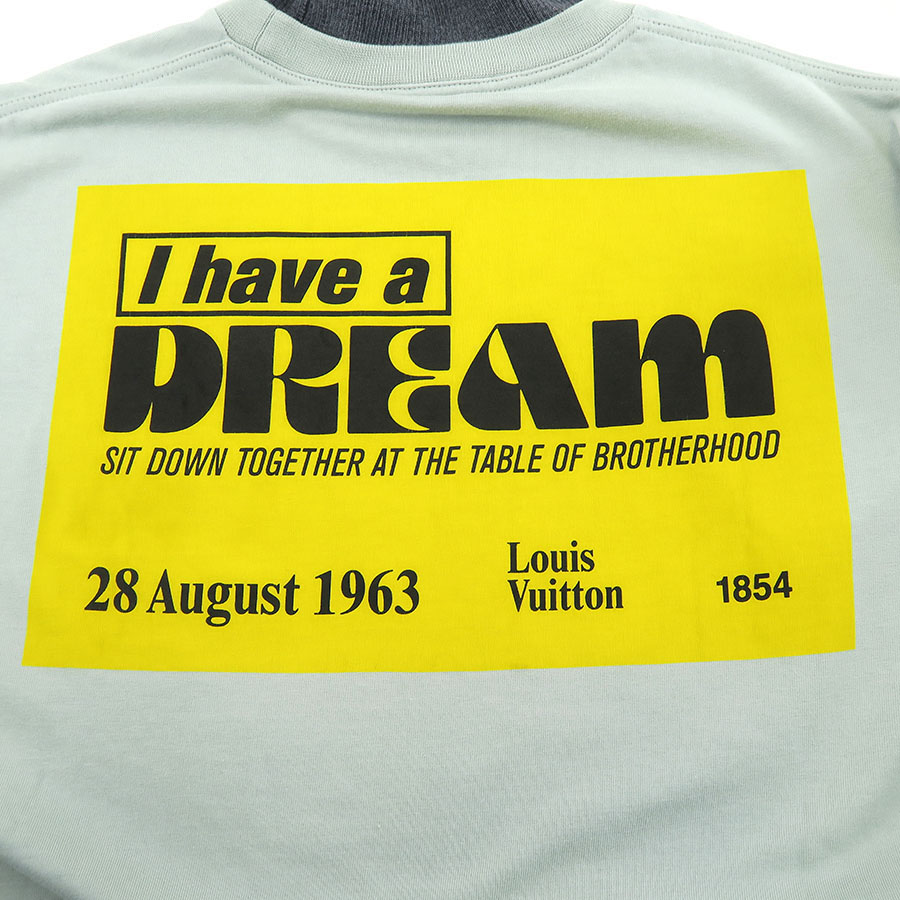 I have a
DREAM
SIT DOWN TOGETHER AT THE TABLE OF BROTHERHOOD
28 August 1963
Louis
Vuitton
1854